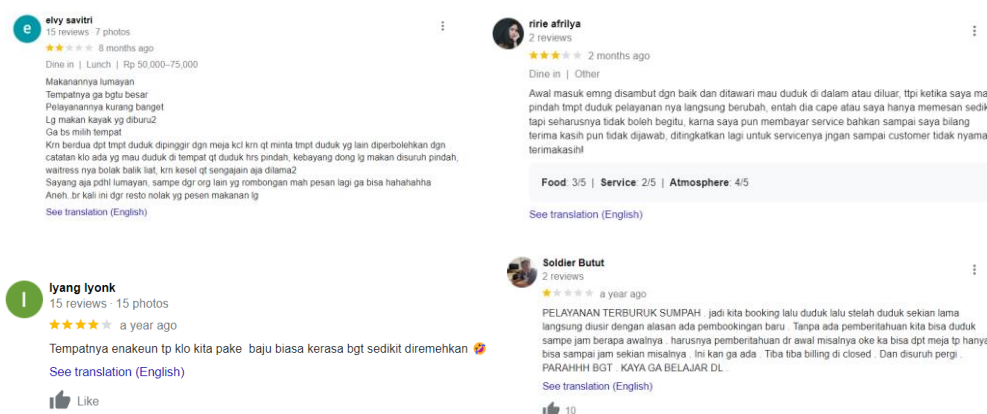 elvy savitri
15 reviews · 7 photos
8 months ago
Dine in | Lunch | Rp 50,000–75,000
Makanannya lumayan
Tempatnya ga bgtu besar
Pelayanannya kurang banget
Lg makan kayak yg diburu2
Ga bs milih tempat
Krn berdua dpt tmpt duduk dipinggir dgn meja kcl krn qt minta tmpt duduk yg lain diperbolehkan dgn
catatan klo ada yg mau duduk di tempat qt duduk hrs pindah, kebayang dong lg makan disuruh pindah,
waitress nya bolak balik liat, krn kesel qt sengajain aja dilama2
Sayang aja pdhl lumayan, sampe dgr org lain yg rombongan mah pesan lagi ga bisa hahahahha
Aneh..br kali ini dgr resto nolak yg pesen makanan lg
See translation (English)
ririe afrilya
2 reviews
2 months ago
Dine in | Other
Awal masuk emng disambut dgn baik dan ditawari mau duduk di dalam atau diluar, ttpi ketika saya ma
pindah tmpt duduk pelayanan nya langsung berubah, entah dia cape atau saya hanya memesan sedik
tapi seharusnya tidak boleh begitu, karna saya pun membayar service bahkan sampai saya bilang
terima kasih pun tidak dijawab, ditingkatkan lagi untuk servicenya jngan sampai customer tidak nyama
terimakasih!
Food: 3/5 | Service: 2/5 | Atmosphere: 4/5
See translation (English)
Iyang Iyonk
15 reviews · 15 photos
a year ago
Tempatnya enakeun tp klo kita pake baju biasa kerasa bgt sedikit diremehkan 🤣
See translation (English)
Like
Soldier Butut
2 reviews
a year ago
PELAYANAN TERBURUK SUMPAH . jadi kita booking lalu duduk lalu stelah duduk sekian lama
langsung diusir dengan alasan ada pembookingan baru . Tanpa ada pemberitahuan kita bisa duduk
sampe jam berapa awalnya . harusnya pemberitahuan dr awal misalnya oke ka bisa dpt meja tp hanya
bisa sampai jam sekian misalnya . Ini kan ga ada . Tiba tiba billing di closed . Dan disuruh pergi .
PARAHHH BGT . KAYA GA BELAJAR DL .
See translation (English)
10